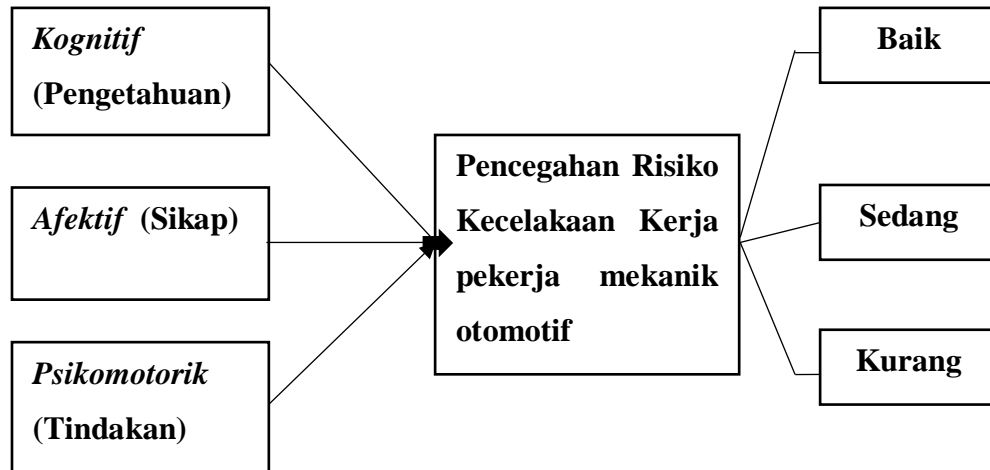 Kognitif
(Pengetahuan)
Afektif (Sikap)
Psikomotorik
(Tindakan)
Pencegahan Risiko
Kecelakaan Kerja
pekerja mekanik
otomotif
Baik
Sedang
Kurang